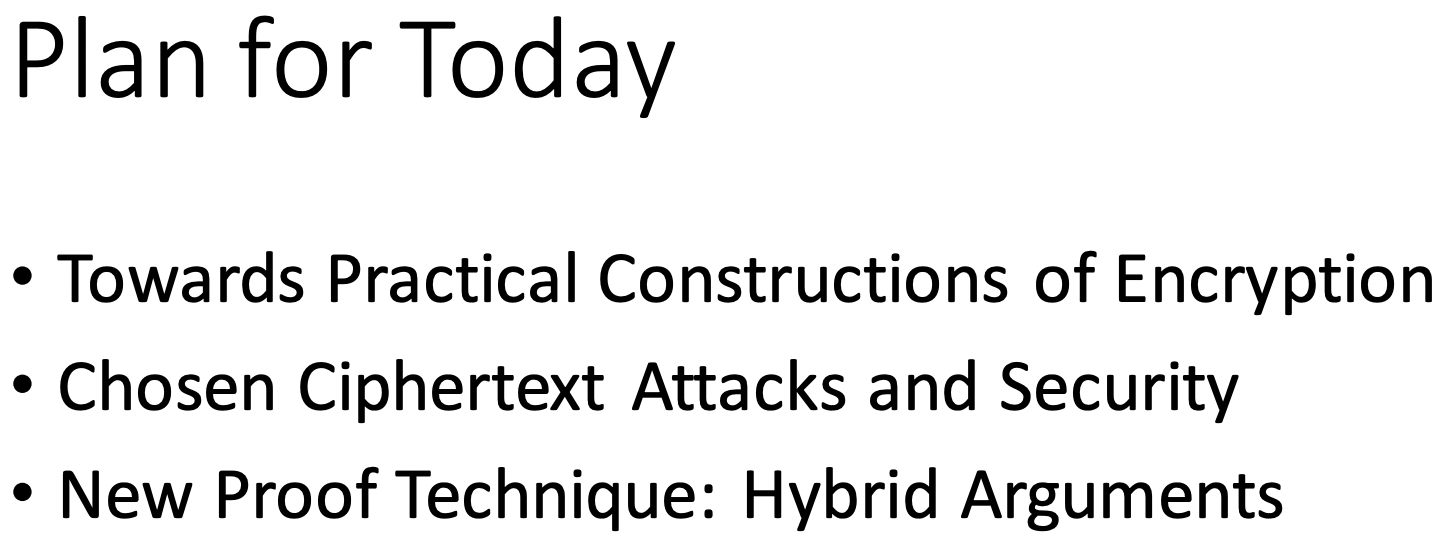 Plan for Today
• Towards Practical Constructions of Encryption
• Chosen Ciphertext Attacks and Security
• New Proof Technique: Hybrid Arguments